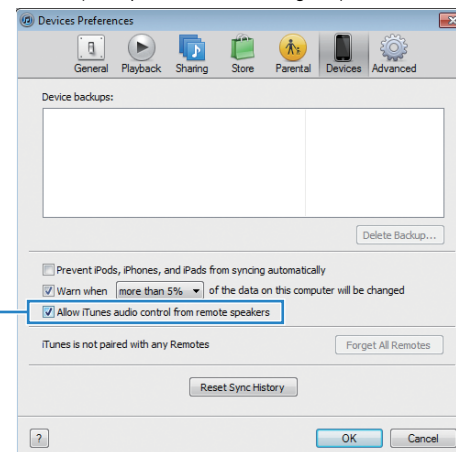 Devices Preferences
General Playback Sharing Store Parental Devices Advanced
Device backups:
Delete Backup...
Prevent iPods, iPhones, and iPads from syncing automatically
Warn when more than 5% of the data on this computer will be changed
Allow iTunes audio control from remote speakers
iTunes is not paired with any Remotes Forget All Remotes
Reset Sync History
? OK Cancel